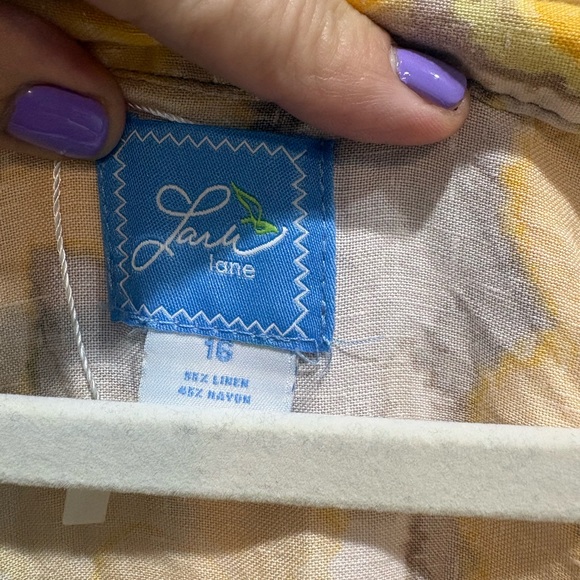 Lark
lane
16
55% LINEN
45% RAYON